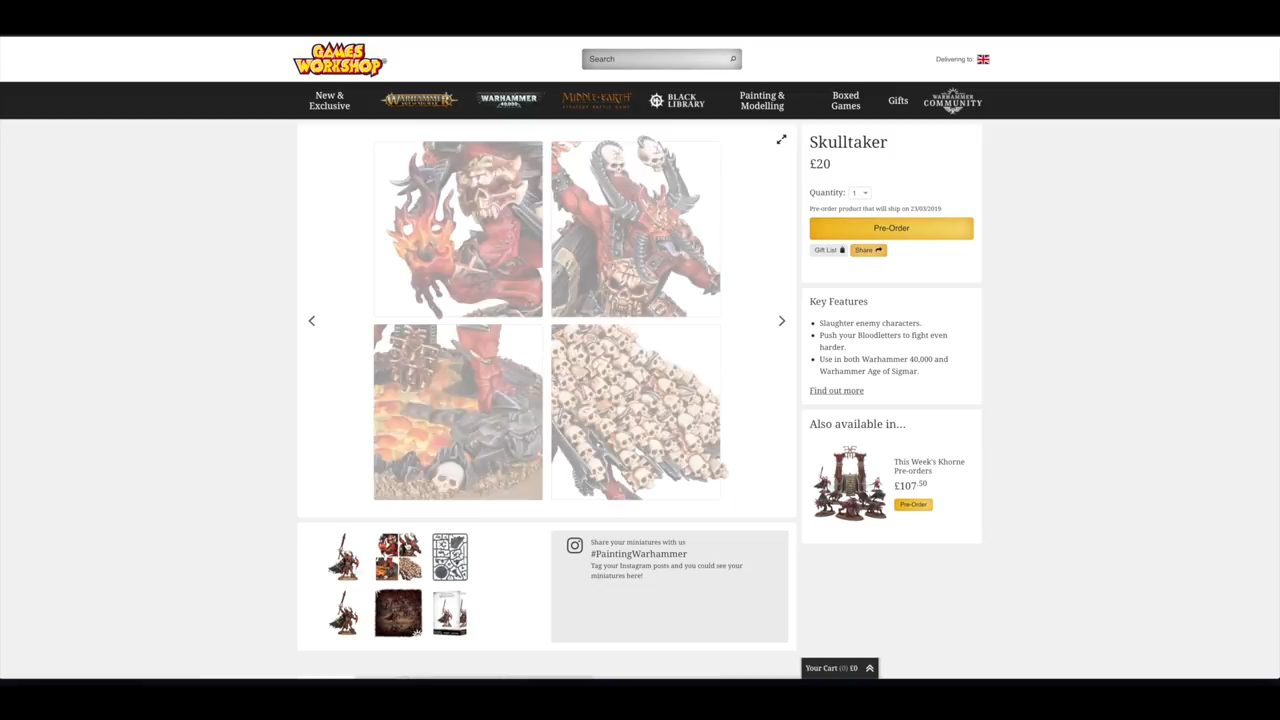 GAMES
WORKSHOP
Search
Delivering to:
New &
Exclusive
WARHAMMER
WARHAMMER
40,000
MIDDLE-EARTH
STRATEGY BATTLE GAME
BLACK
LIBRARY
Painting &
Modelling
Boxed
Games
Gifts
WARHAMMER
COMMUNITY
Skulltaker
£20
Quantity: 1
Pre-order product that will ship on 23/03/2019
Pre-Order
Gift List
Share
Key Features
Slaughter enemy characters.
Push your Bloodletters to fight even
harder.
Use in both Warhammer 40,000 and
Warhammer Age of Sigmar.
Find out more
Also available in...
This Week's Khorne
Pre-orders
£107.50
Pre-Order
Share your miniatures with us
#PaintingWarhammer
Tag your Instagram posts and you could see your
miniatures here!
Your Cart (0) £0